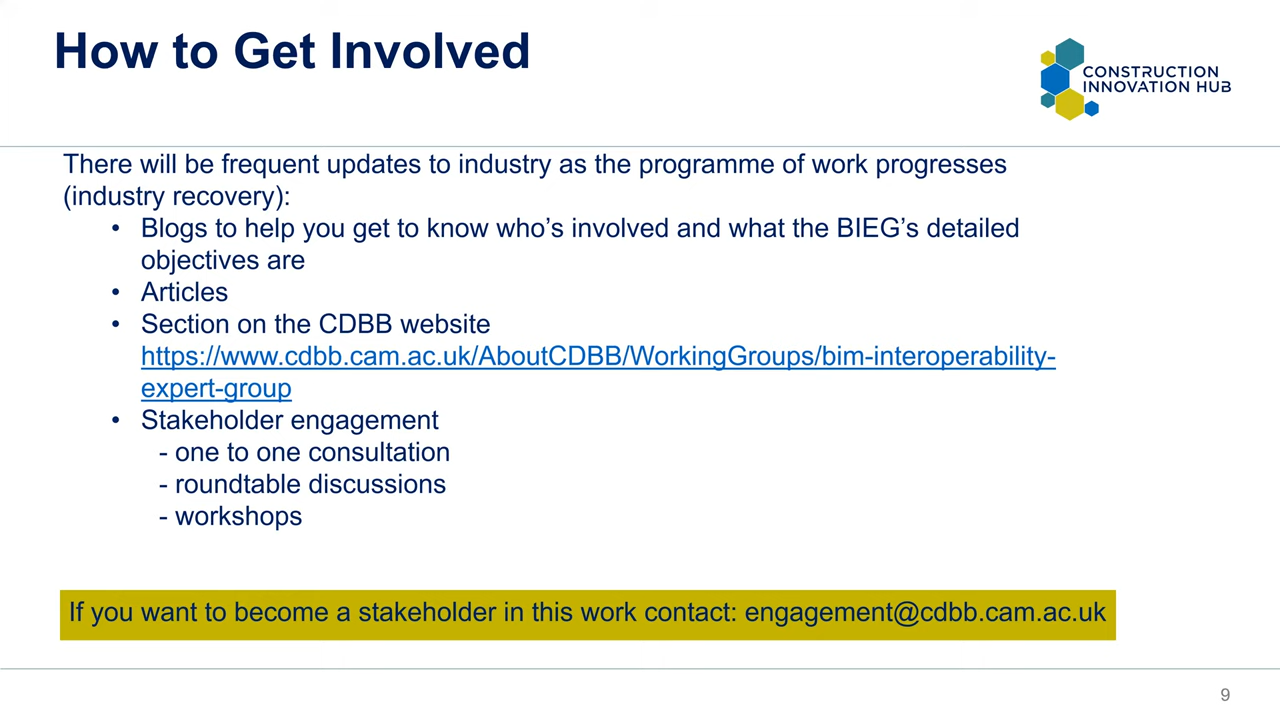 How to Get Involved
CONSTRUCTION
INNOVATION HUB
There will be frequent updates to industry as the programme of work progresses
(industry recovery):
• Blogs to help you get to know who’s involved and what the BIEG’s detailed
objectives are
• Articles
• Section on the CDBB website
https://www.cdbb.cam.ac.uk/AboutCDBB/WorkingGroups/bim-interoperability-
expert-group
• Stakeholder engagement
- one to one consultation
- roundtable discussions
- workshops
If you want to become a stakeholder in this work contact: engagement@cdbb.cam.ac.uk
9